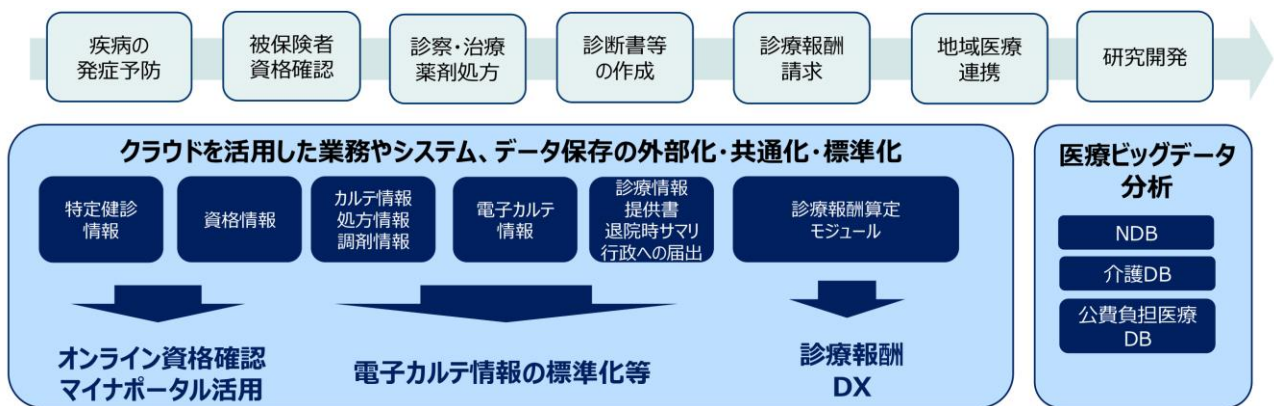 疾病の
発症予防
被保険者
資格確認
診察・治療
薬剤処方
診断書等
の作成
診療報酬
請求
地域医療
連携
研究開発
クラウドを活用した業務やシステム、データ保存の外部化・共通化・標準化
特定健診
情報
資格情報
カルテ情報
処方情報
調剤情報
電子カルテ
情報
診療情報
提供書
退院時サマリ
行政への届出
診療報酬算定
モジュール
オンライン資格確認
マイナポータル活用
電子カルテ情報の標準化等
診療報酬
DX
医療ビッグデータ
分析
NDB
介護DB
公費負担医療
DB